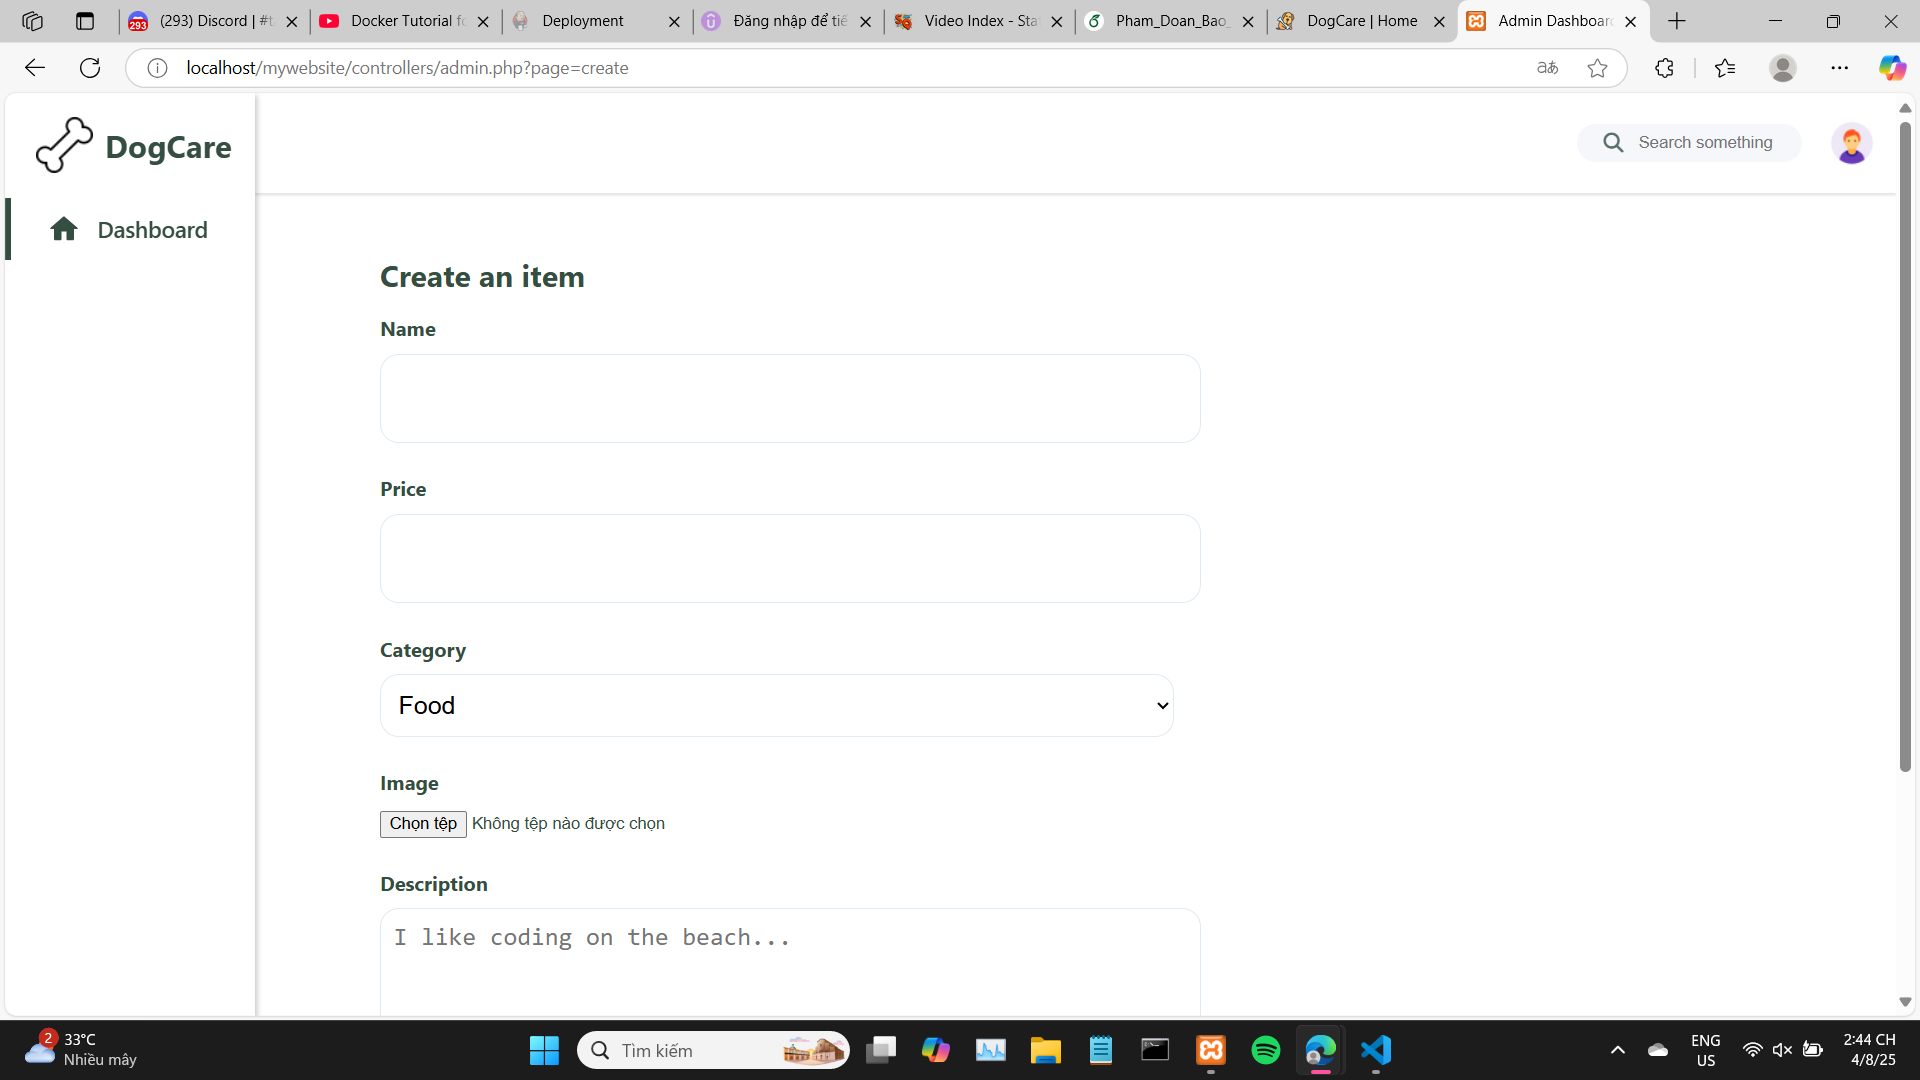 (293) Discord | #t
Docker Tutorial fo
Deployment
Đăng nhập để tiế
Video Index - Sta
Pham_Doan_Bao_
DogCare | Home
Admin Dashboard
localhost/mywebsite/controllers/admin.php?page=create
DogCare
Search something
Dashboard
Create an item
Name
Price
Category
Food
Image
Chọn tệp Không tệp nào được chọn
Description
I like coding on the beach...
2
33°C
Nhiều mây
Tìm kiếm
ENG
US
2:44 CH
4/8/25